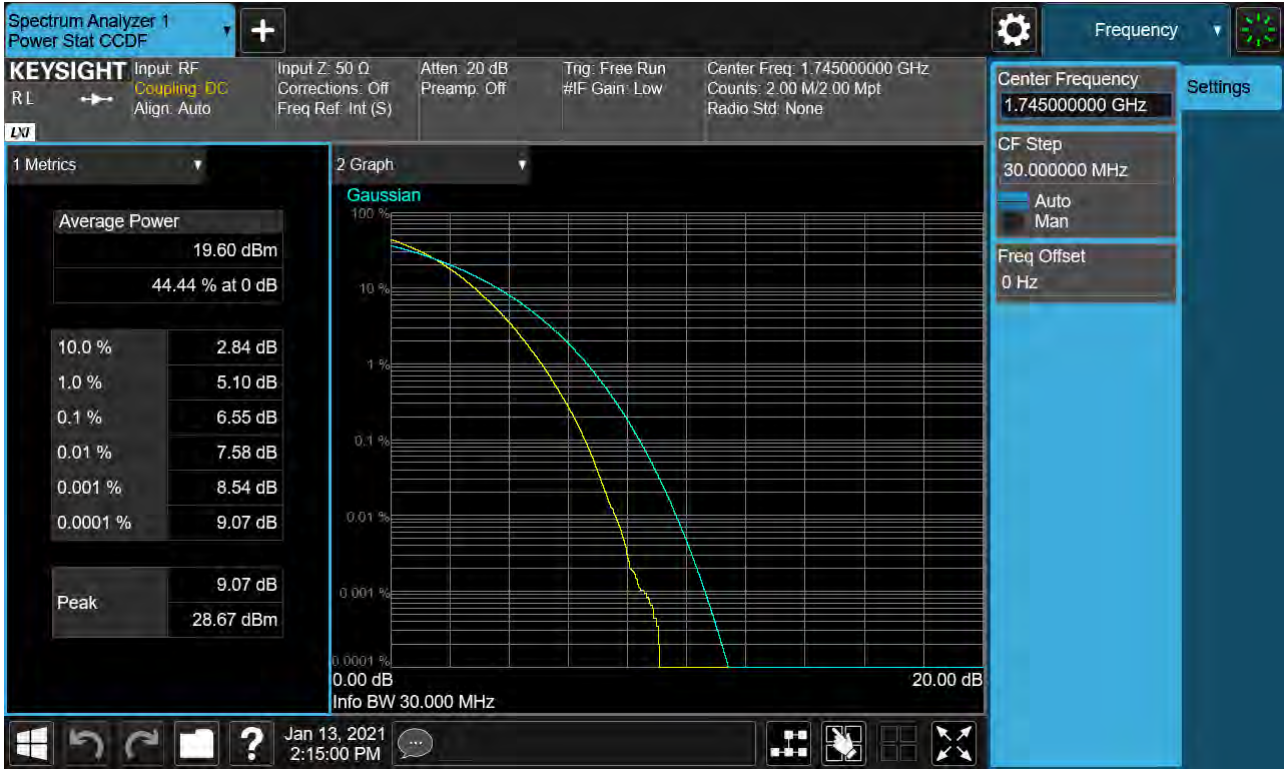 Spectrum Analyzer 1
Power Stat CCDF
Frequency
KEYSIGHT
R L
LXI
Input: RF
Coupling: DC
Align: Auto
Input Z: 50 Ω
Corrections: Off
Freq Ref: Int (S)
Atten: 20 dB
Preamp: Off
Trig: Free Run
#IF Gain: Low
Center Freq: 1.745000000 GHz
Counts: 2.00 M/2.00 Mpt
Radio Std: None
Center Frequency
1.745000000 GHz
Settings
CF Step
30.000000 MHz
Auto
Man
Freq Offset
0 Hz
1 Metrics
Average Power
19.60 dBm
44.44 % at 0 dB
10.0 % 2.84 dB
1.0 % 5.10 dB
0.1 % 6.55 dB
0.01 % 7.58 dB
0.001 % 8.54 dB
0.0001 % 9.07 dB
Peak
9.07 dB
28.67 dBm
2 Graph
Gaussian
100 %
10 %
1 %
0.1 %
0.01 %
0.001 %
0.0001 %
0.00 dB 20.00 dB
Info BW 30.000 MHz
?
Jan 13, 2021
2:15:00 PM